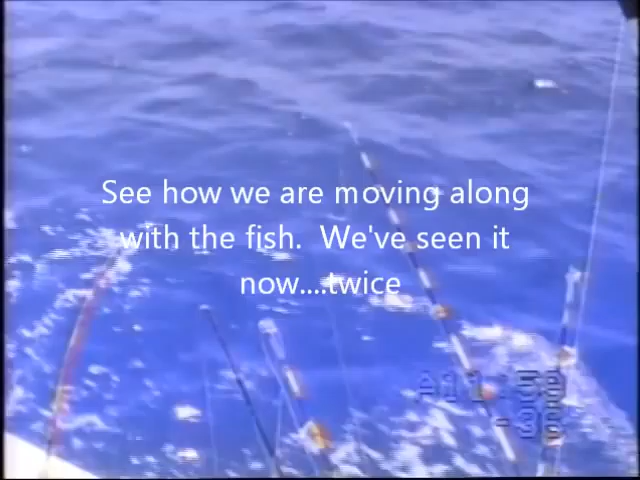 See how we are moving along
with the fish.  We've seen it
now....twice